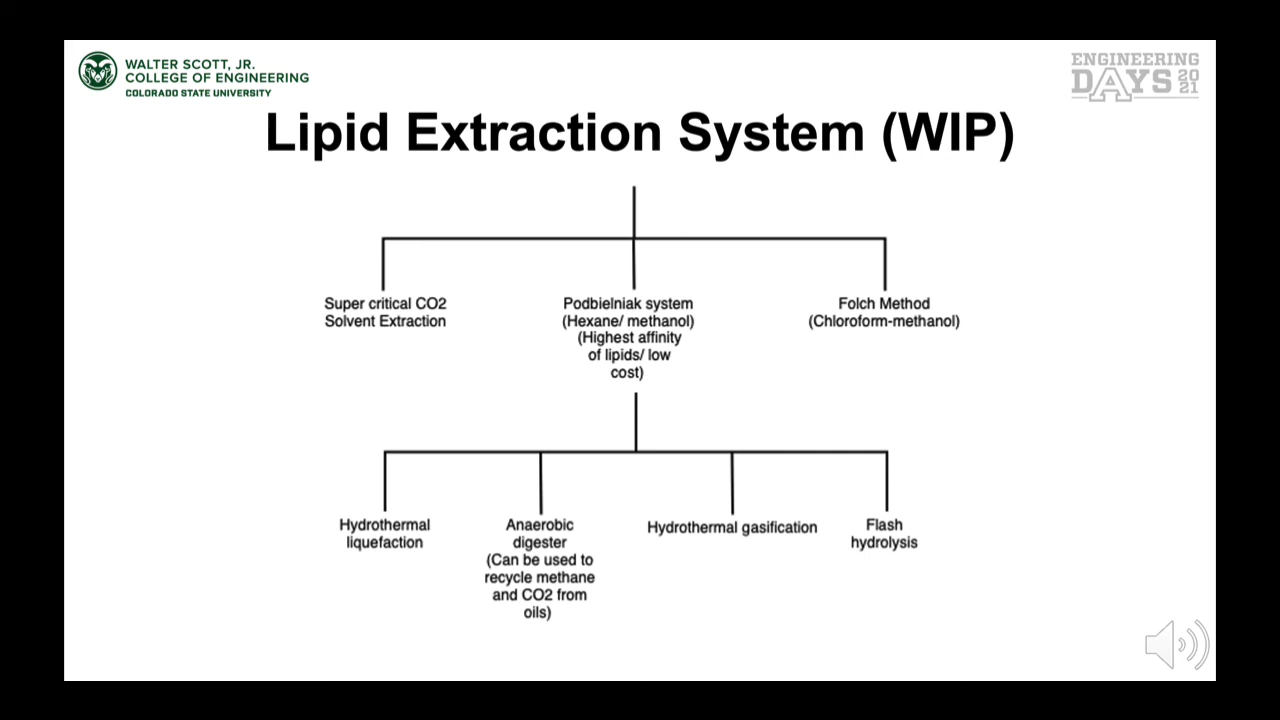 WALTER SCOTT, JR.
COLLEGE OF ENGINEERING
COLORADO STATE UNIVERSITY
ENGINEERING
DAYS 2021
Lipid Extraction System (WIP)
Super critical CO2
Solvent Extraction
Podbielniak system
(Hexane/ methanol)
(Highest affinity
of lipids/ low
cost)
Folch Method
(Chloroform-methanol)
Hydrothermal
liquefaction
Anaerobic
digester
(Can be used to
recycle methane
and CO2 from
oils)
Hydrothermal gasification
Flash
hydrolysis